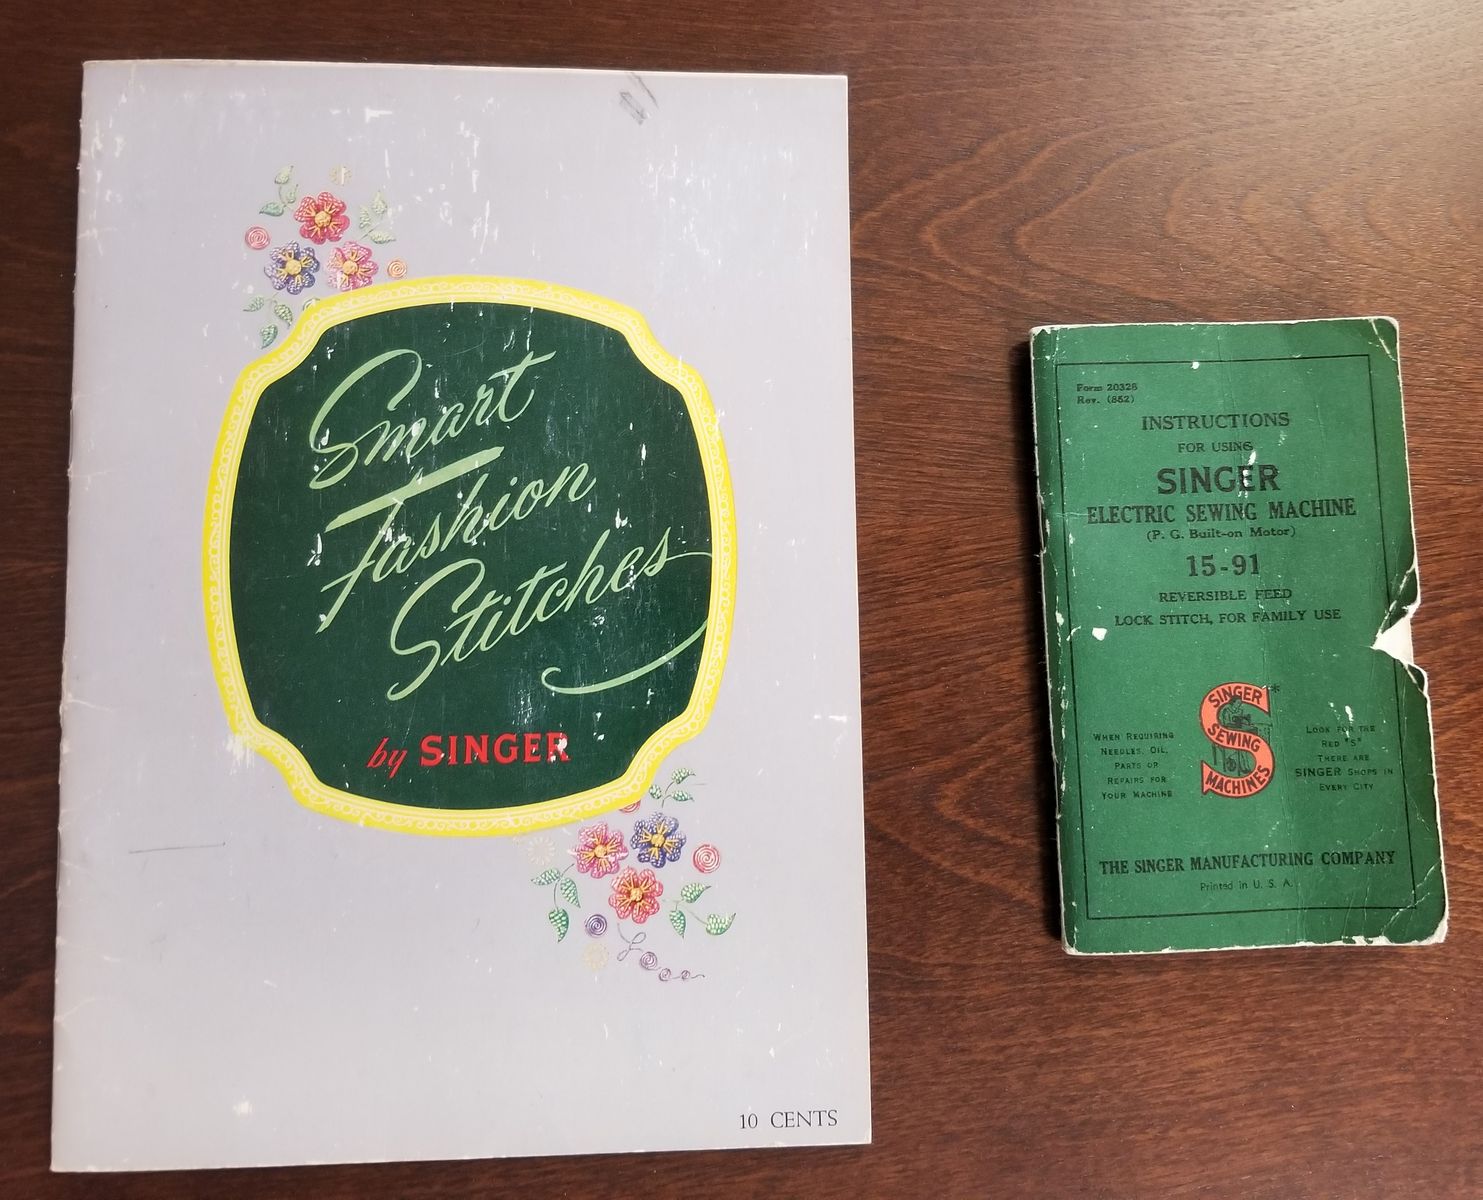 Smart
Fashion
Stitches
by SINGER
10 CENTS
Form 20328
Rev. (852)
INSTRUCTIONS
FOR USING
SINGER
ELECTRIC SEWING MACHINE
(P. G. Built-on Motor)
15-91
REVERSIBLE FEED
LOCK STITCH, FOR FAMILY USE
WHEN REQUIRING
NEEDLES, OIL,
PARTS OR
REPAIRS FOR
YOUR MACHINE
SINGER*
SEWING
MACHINES
LOOK FOR THE
RED "S"
THERE ARE
SINGER SHOPS IN
EVERY CITY
THE SINGER MANUFACTURING COMPANY
Printed in U. S. A.